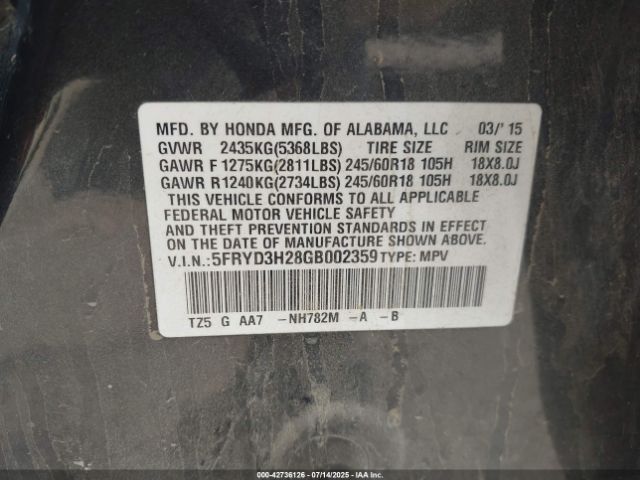 MFD. BY HONDA MFG. OF ALABAMA, LLC 03/'15
GVWR 2435KG(5368LBS) TIRE SIZE RIM SIZE
GAWR F 1275KG(2811LBS) 245/60R18 105H 18X8.0J
GAWR R1240KG(2734LBS) 245/60R18 105H 18X8.0J
THIS VEHICLE CONFORMS TO ALL APPLICABLE
FEDERAL MOTOR VEHICLE SAFETY
AND THEFT PREVENTION STANDARDS IN EFFECT
ON THE DATE OF MANUFACTURE SHOWN ABOVE.
V.I.N.:5FRYD3H28GB002359 TYPE: MPV
TZ5 G AA7 -NH782M -A -B
© 000-42736126 - 07/14/2025 - IAA Inc.